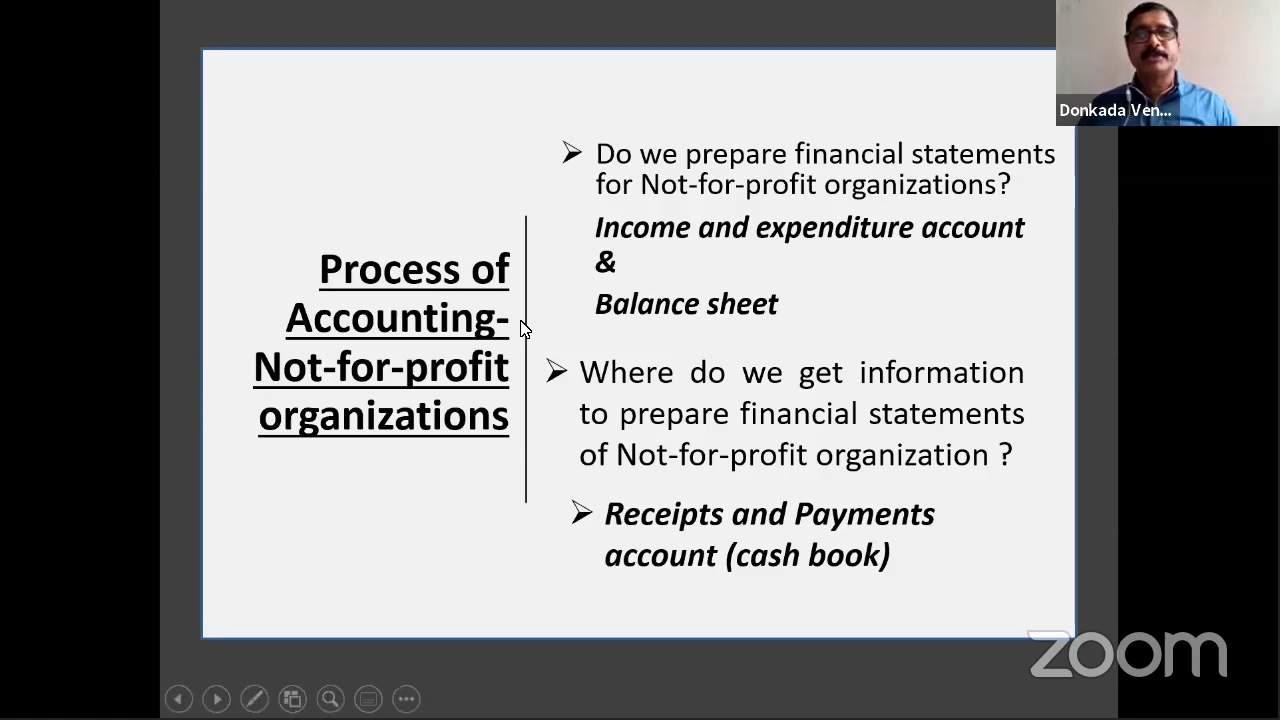 Donkada Ven...
Process of
Accounting-
Not-for-profit
organizations
➢ Do we prepare financial statements
for Not-for-profit organizations?
Income and expenditure account
&
Balance sheet
➢ Where do we get information
to prepare financial statements
of Not-for-profit organization ?
➢ Receipts and Payments
account (cash book)
zoom